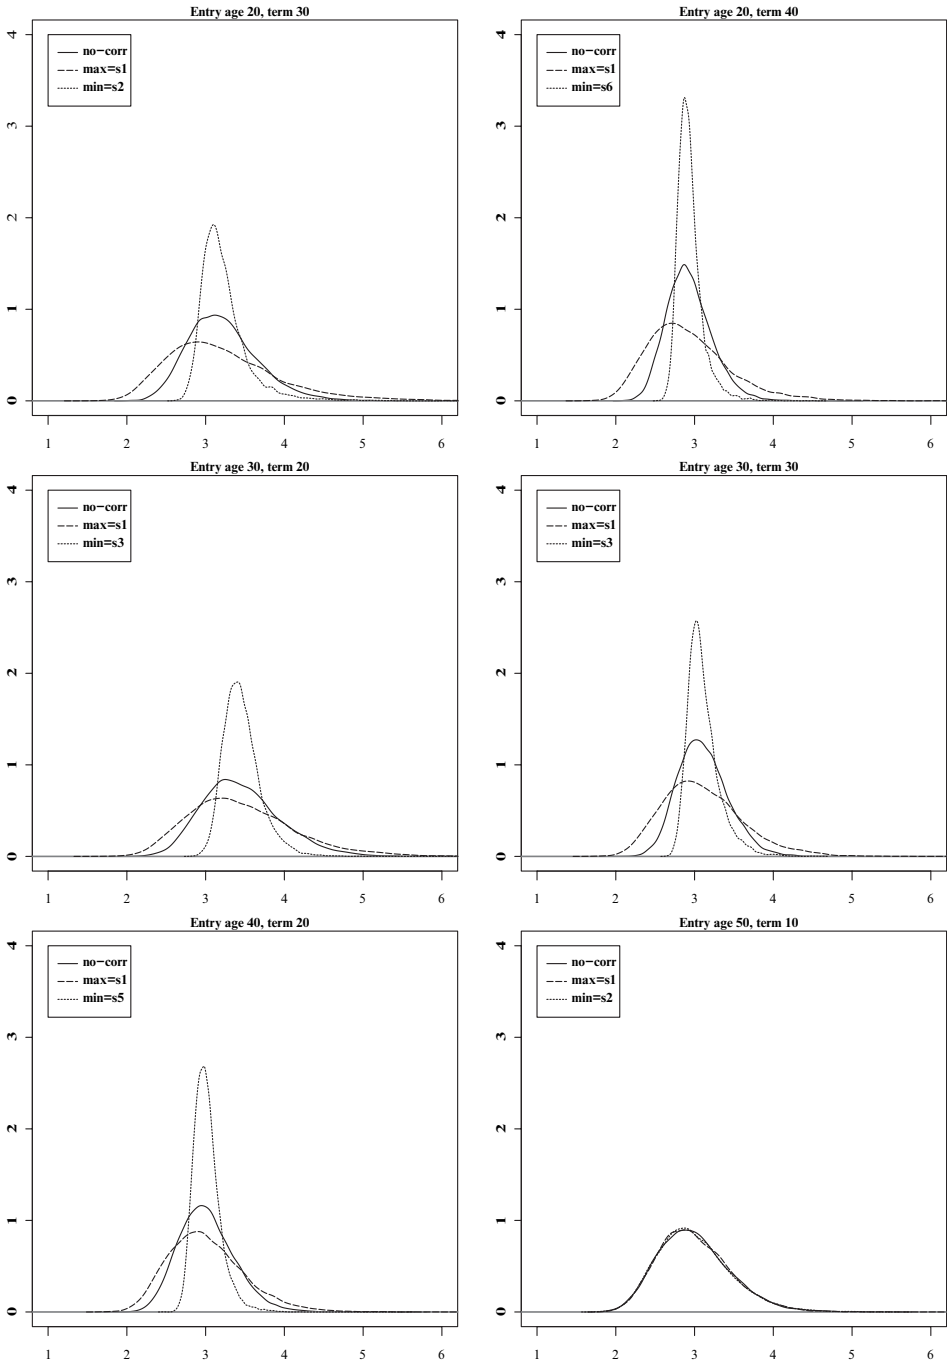 Entry age 20, term 30
4
3
2
1
0
no−corr
max=s1
min=s2
1 2 3 4 5 6
Entry age 20, term 40
4
3
2
1
0
no−corr
max=s1
min=s6
1 2 3 4 5 6
Entry age 30, term 20
4
3
2
1
0
no−corr
max=s1
min=s3
1 2 3 4 5 6
Entry age 30, term 30
4
3
2
1
0
no−corr
max=s1
min=s3
1 2 3 4 5 6
Entry age 40, term 20
4
3
2
1
0
no−corr
max=s1
min=s5
1 2 3 4 5 6
Entry age 50, term 10
4
3
2
1
0
no−corr
max=s1
min=s2
1 2 3 4 5 6